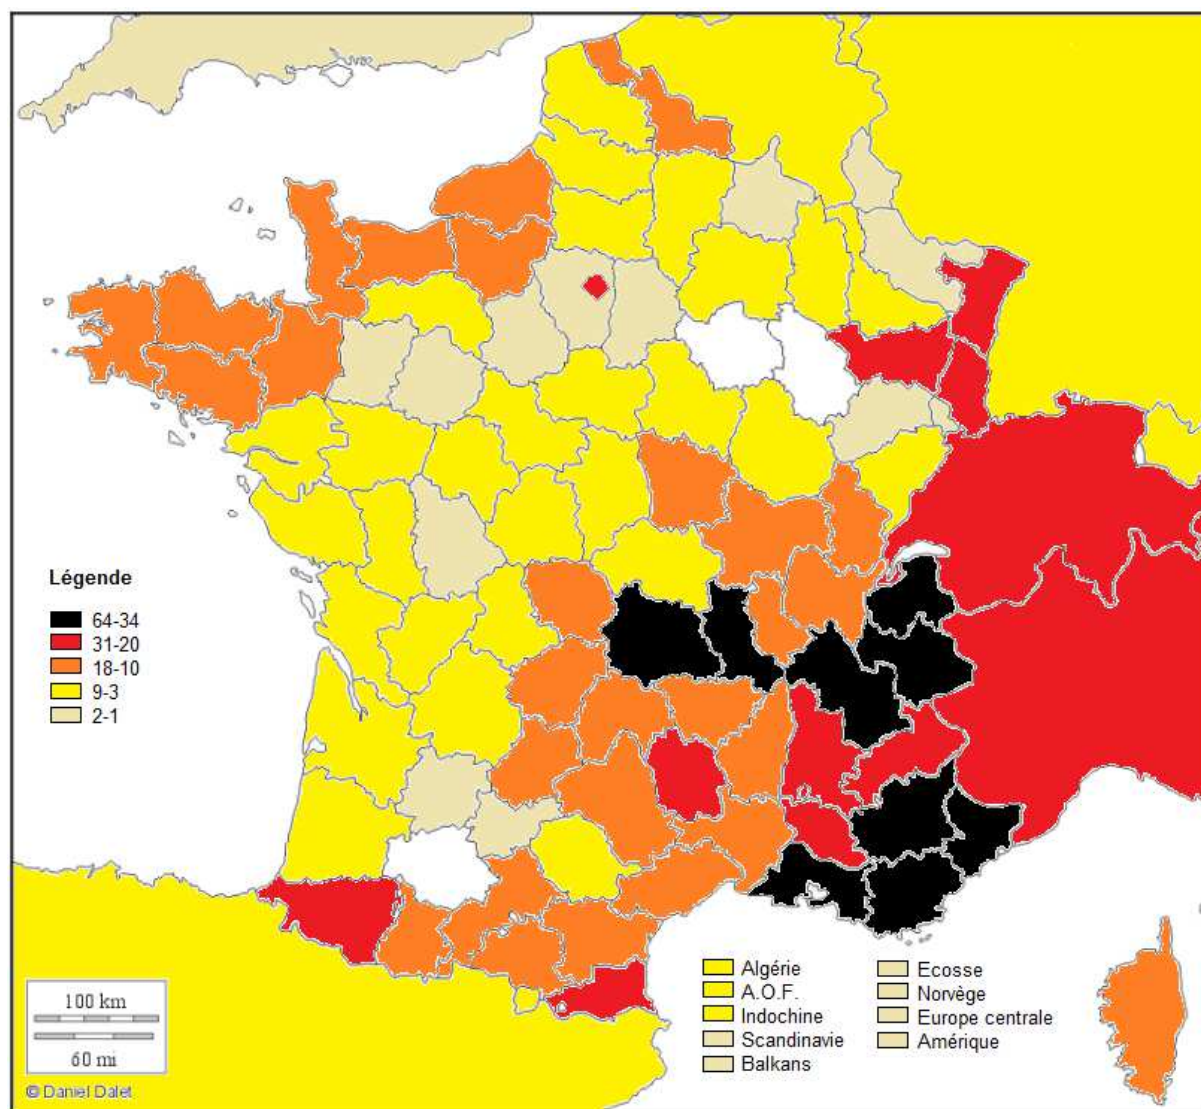 Légende
64-34
31-20
18-10
9-3
2-1
Algérie
A.O.F.
Indochine
Scandinavie
Balkans
Ecosse
Norvège
Europe centrale
Amérique
100 km
60 mi
© Daniel Dalet